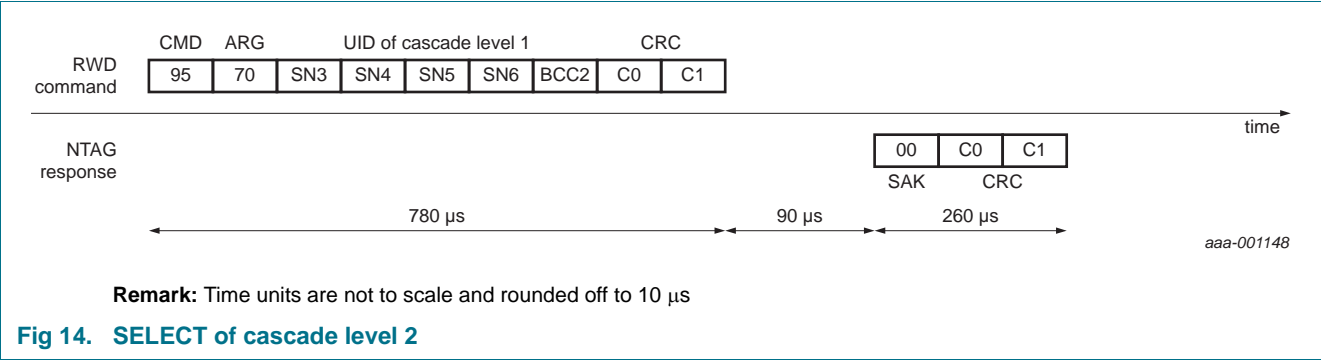 CMD ARG UID of cascade level 1 CRC
RWD
command
95 70 SN3 SN4 SN5 SN6 BCC2 C0 C1
time
NTAG
response
00 C0 C1
SAK CRC
780 μs 90 μs 260 μs
aaa-001148
Remark: Time units are not to scale and rounded off to 10 μs
Fig 14. SELECT of cascade level 2